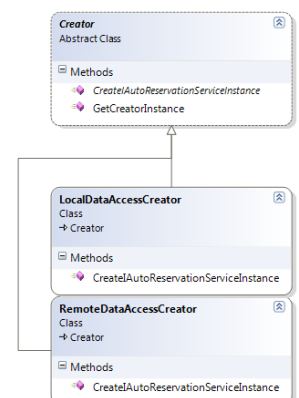 Creator
Abstract Class
Methods
CreateIAutoReservationServiceInstance
GetCreatorInstance
LocalDataAccessCreator
Class
Creator
Methods
CreateIAutoReservationServiceInstance
RemoteDataAccessCreator
Class
Creator
Methods
CreateIAutoReservationServiceInstance